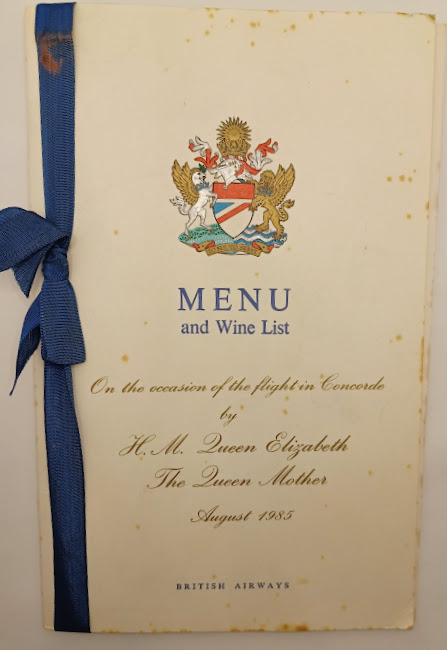 MENU
and Wine List
On the occasion of the flight in Concorde
by
H. M. Queen Elizabeth
The Queen Mother
August 1985
BRITISH AIRWAYS